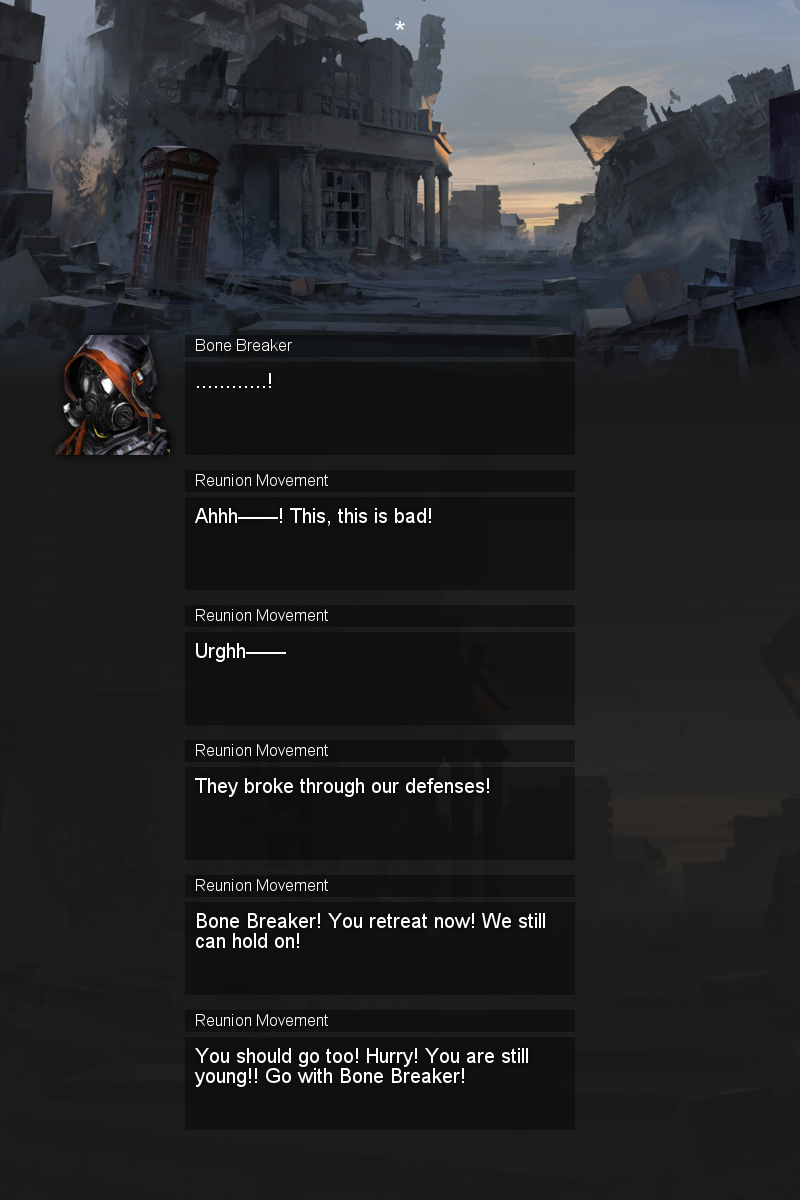 *
Bone Breaker
............!
Reunion Movement
Ahhh——! This, this is bad!
Reunion Movement
Urghh——
Reunion Movement
They broke through our defenses!
Reunion Movement
Bone Breaker! You retreat now! We still
can hold on!
Reunion Movement
You should go too! Hurry! You are still
young!! Go with Bone Breaker!